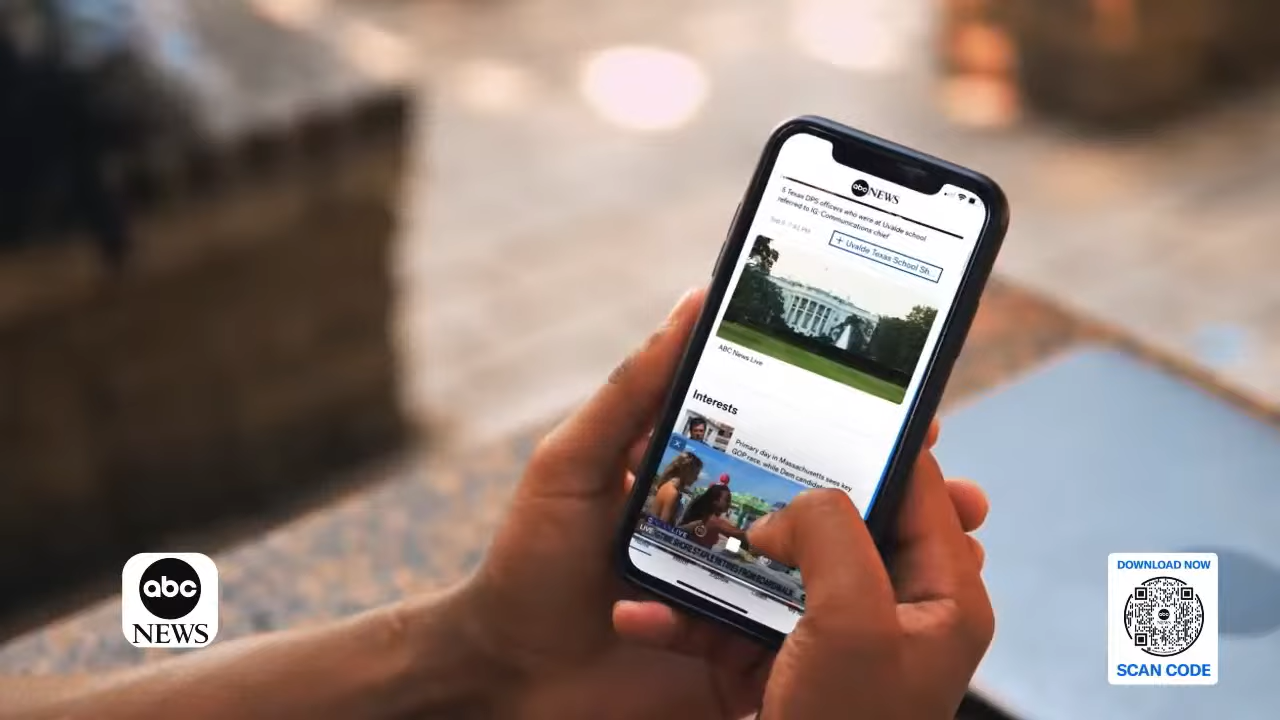 abc NEWS
5 Texas DPS officers who were at Uvalde school
referred to IG: Communications chief
+ Uvalde Texas School Sh...
ABC News Live
Interests
Primary day in Massachusetts sees key
GOP race, while Dem candida
LIVE
LIVE
abc
NEWS
DOWNLOAD NOW
SCAN CODE